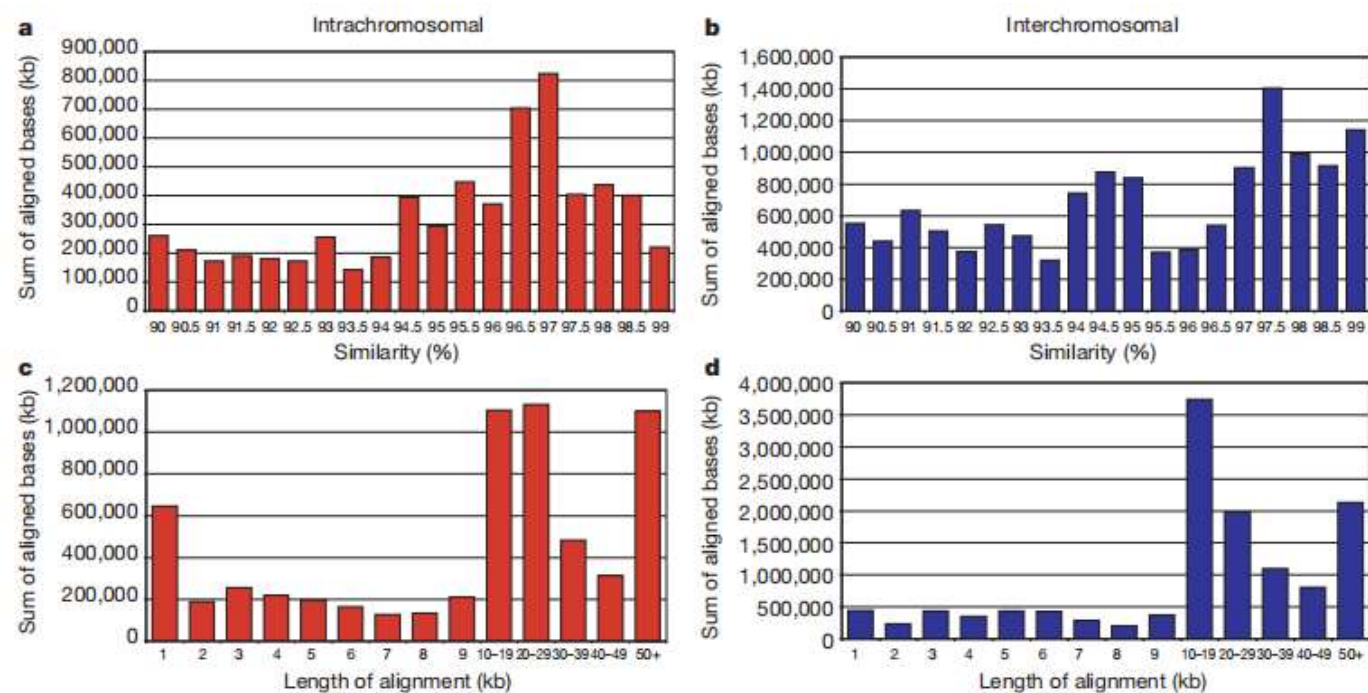 a
Intrachromosomal
900,000
800,000
700,000
600,000
500,000
400,000
300,000
200,000
100,000
0
Sum of aligned bases (kb)
90 90.5 91 91.5 92 92.5 93 93.5 94 94.5 95 95.5 96 96.5 97 97.5 98 98.5 99
Similarity (%)
b
Interchromosomal
1,600,000
1,400,000
1,200,000
1,000,000
800,000
600,000
400,000
200,000
0
Sum of aligned bases (kb)
90 90.5 91 91.5 92 92.5 93 93.5 94 94.5 95 95.5 96 96.5 97 97.5 98 98.5 99
Similarity (%)
c
1,200,000
1,000,000
800,000
600,000
400,000
200,000
0
Sum of aligned bases (kb)
1 2 3 4 5 6 7 8 9 10–19 20–29 30–39 40–49 50+
Length of alignment (kb)
d
4,000,000
3,500,000
3,000,000
2,500,000
2,000,000
1,500,000
1,000,000
500,000
0
Sum of aligned bases (kb)
1 2 3 4 5 6 7 8 9 10–19 20–29 30–39 40–49 50+
Length of alignment (kb)